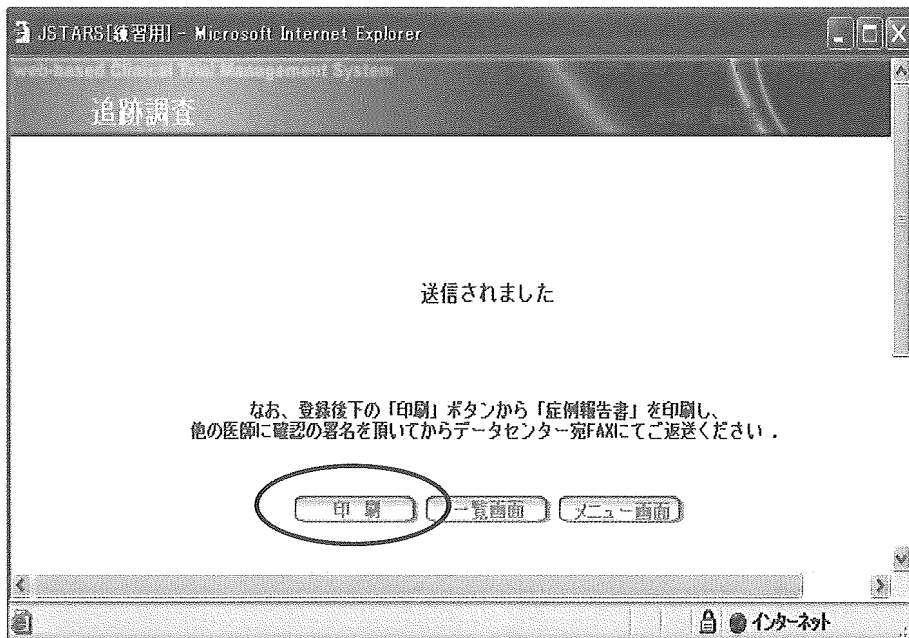 JSTARS[練習用] - Microsoft Internet Explorer
web-based Clinical Trial Management System
追跡調査
送信されました
なお、登録後下の「印刷」ボタンから「症例報告書」を印刷し、
他の医師に確認の署名を頂いてからデータセンター宛FAXにてご返送ください．
印 刷
一覧画面
メニュー画面
インターネット